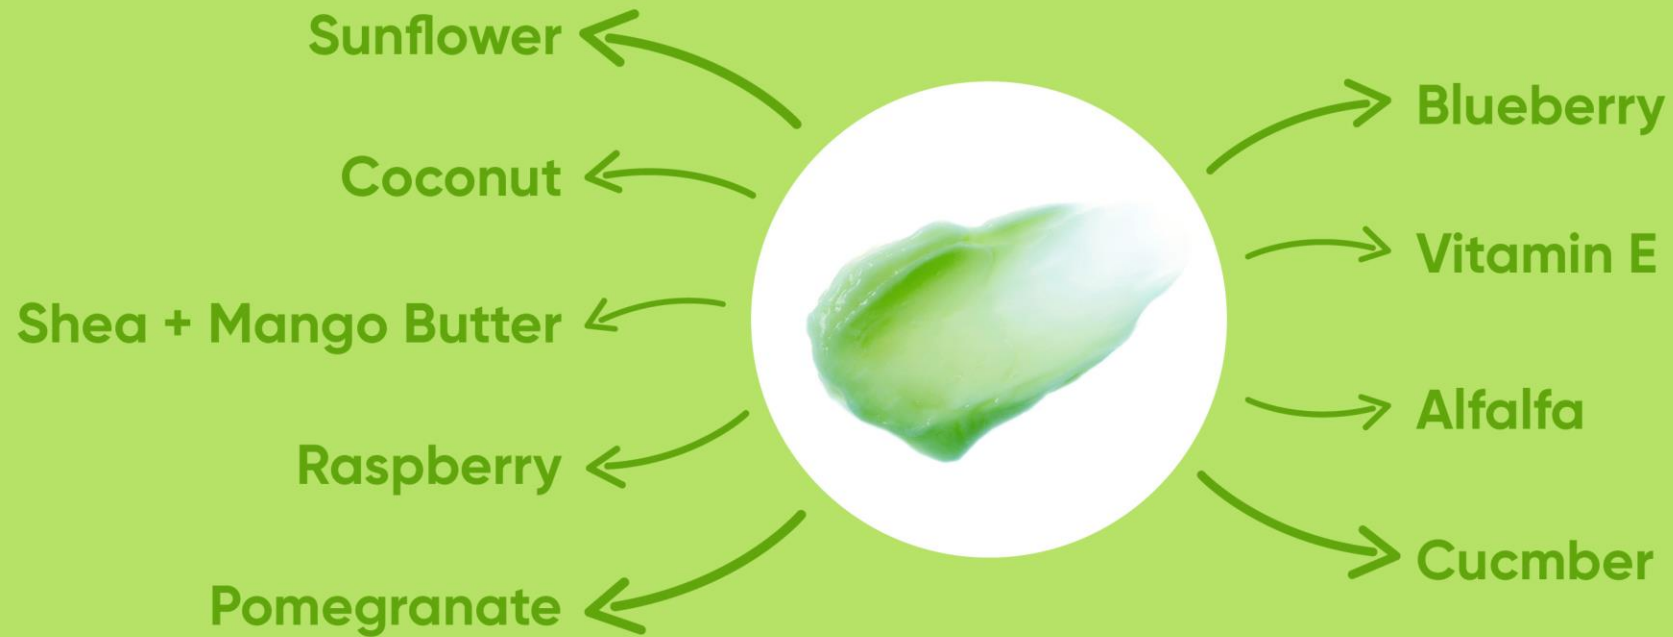 Sunflower
Coconut
Shea + Mango Butter
Raspberry
Pomegranate
Blueberry
Vitamin E
Alfalfa
Cucmber